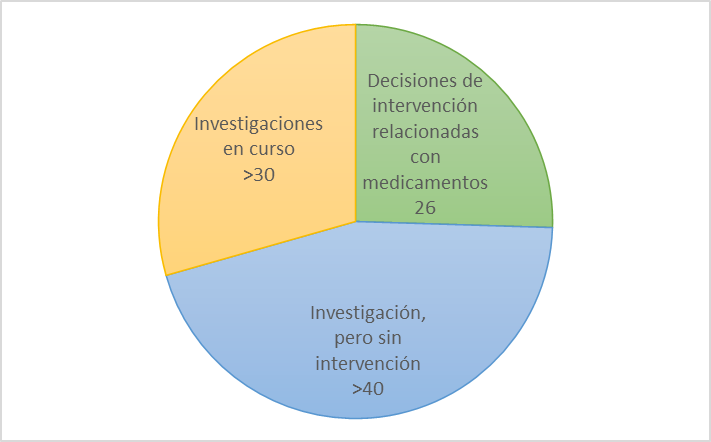 Decisiones de
intervención
relacionadas
con
medicamentos
26
Investigaciones
en curso
>30
Investigación,
pero sin
intervención
>40